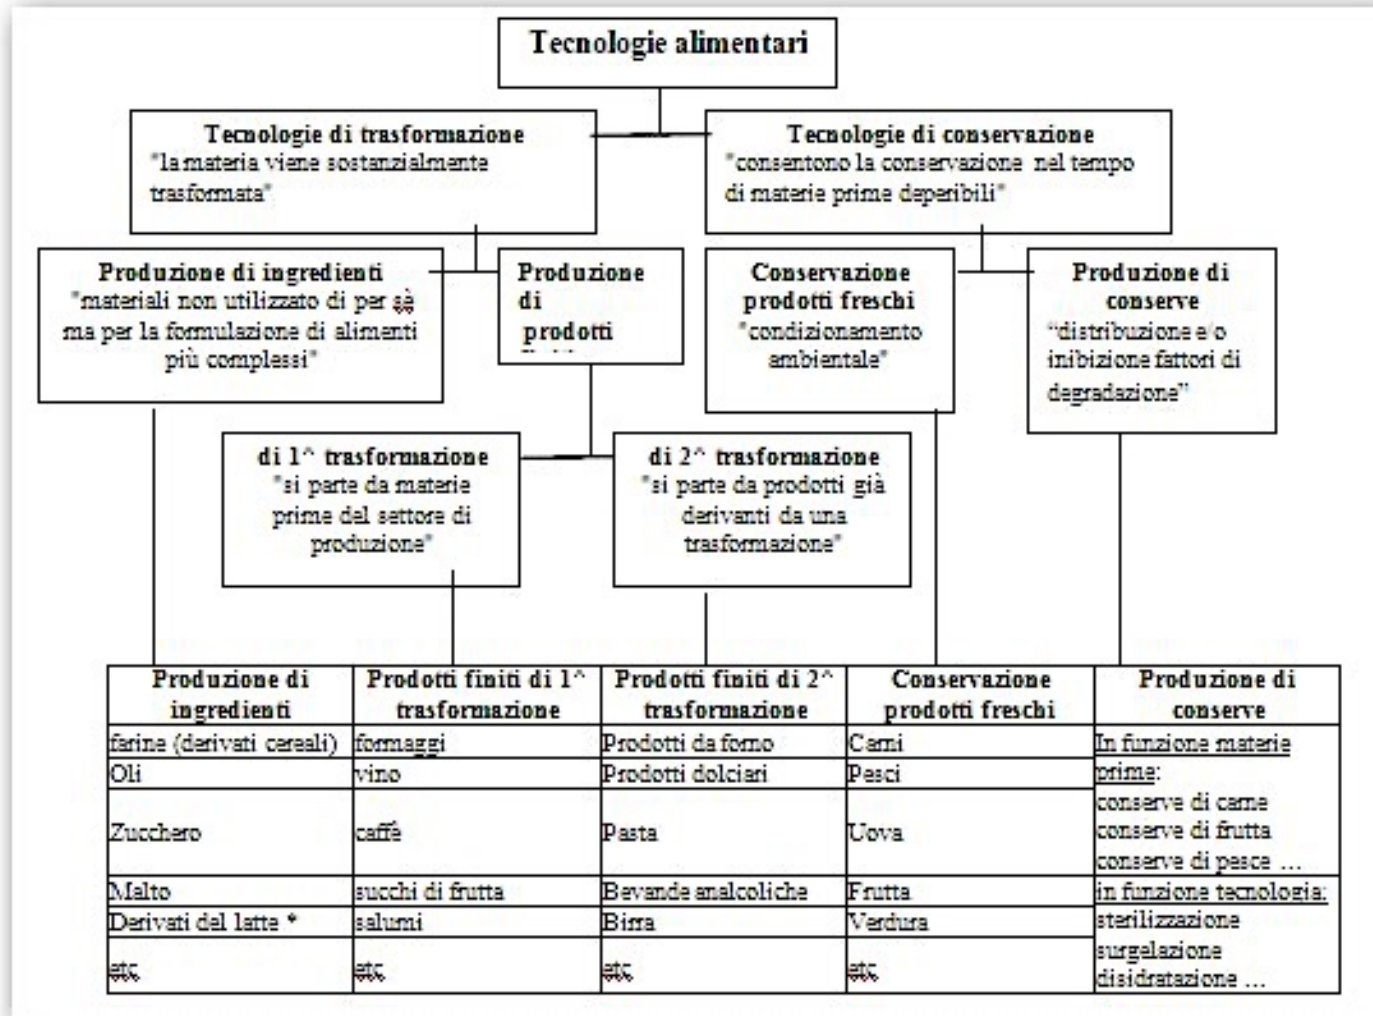 Tecnologie alimentari
Tecnologie di trasformazione
"la materia viene sostanzialmente
trasformata"
Tecnologie di conservazione
"consentono la conservazione nel tempo
di materie prime deperibili"
Produzione di ingredienti
"materiali non utilizzato di per sè
ma per la formulazione di alimenti
più complessi"
Produzione
di
prodotti
Conservazione
prodotti freschi
"condizionamento
ambientale"
Produzione di
conserve
“distribuzione e/o
inibizione fattori di
degradazione”
di 1^ trasformazione
"si parte da materie
prime del settore di
produzione"
di 2^ trasformazione
"si parte da prodotti già
derivanti da una
trasformazione"
Produzione di
ingredienti
Prodotti finiti di 1^
trasformazione
Prodotti finiti di 2^
trasformazione
Conservazione
prodotti freschi
Produzione di
conserve
farine (derivati cereali)
formaggi
Prodotti da forno
Carni
Oli
vino
Prodotti dolciari
Pesci
Zucchero
caffè
Pasta
Uova
In funzione materie
prime:
conserve di carne
conserve di frutta
conserve di pesce ...
Malto
succhi di frutta
Bevande analcoliche
Frutta
Derivati del latte *
salumi
Birra
Verdura
etc
etc
etc
etc
in funzione tecnologia:
sterilizzazione
surgelazione
disidratazione ...